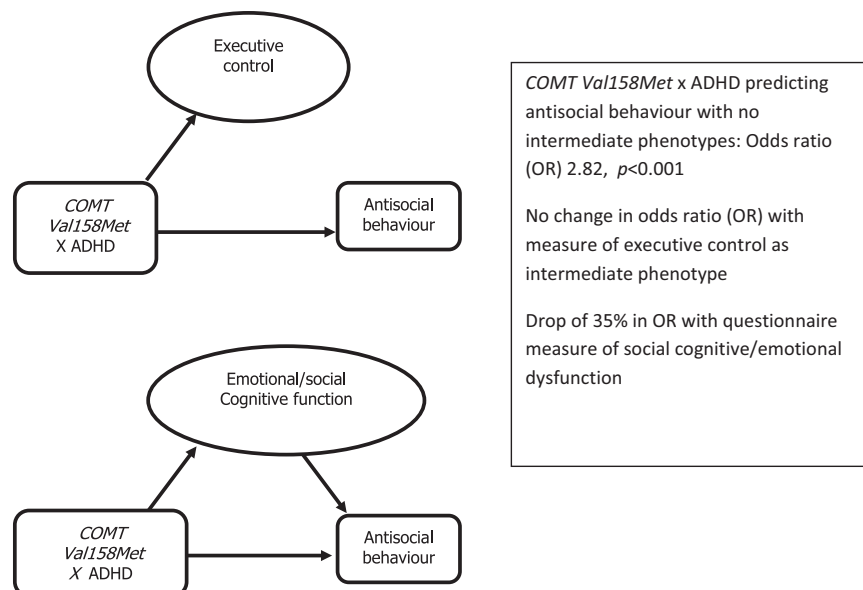 Executive
control
COMT
Val158Met
X ADHD
Antisocial
behaviour
Emotional/social
Cognitive function
COMT
Val158Met
X ADHD
Antisocial
behaviour
COMT Val158Met x ADHD predicting
antisocial behaviour with no
intermediate phenotypes: Odds ratio
(OR) 2.82, p<0.001
No change in odds ratio (OR) with
measure of executive control as
intermediate phenotype
Drop of 35% in OR with questionnaire
measure of social cognitive/emotional
dysfunction